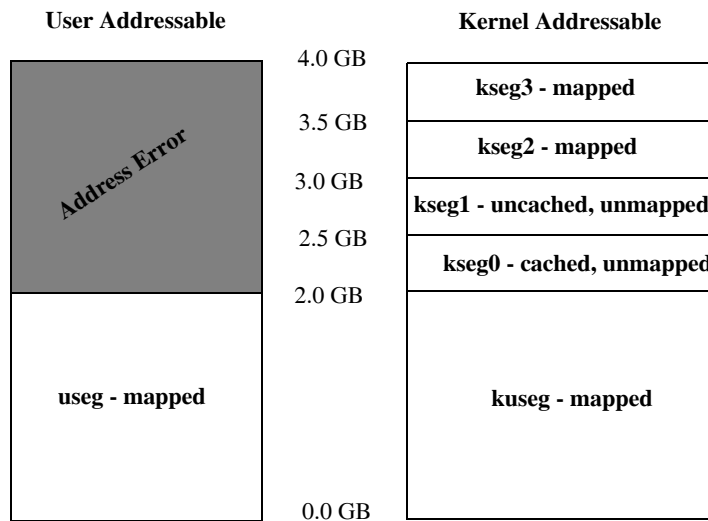 User Addressable
Kernel Addressable
4.0 GB
kseg3 - mapped
3.5 GB
kseg2 - mapped
Address Error
3.0 GB
kseg1 - uncached, unmapped
2.5 GB
kseg0 - cached, unmapped
2.0 GB
useg - mapped
kuseg - mapped
0.0 GB